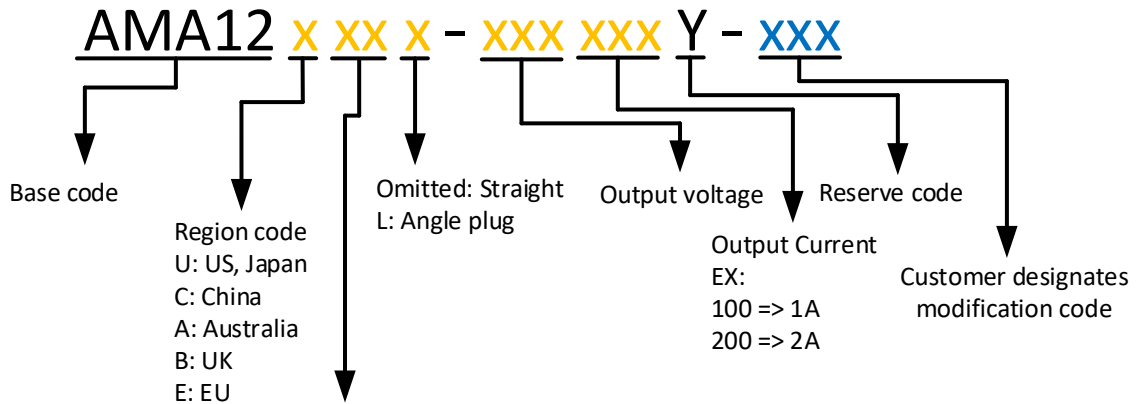 AMA12 x xx x - xxx xxx Y - xxx
Base code
Region code
U: US, Japan
C: China
A: Australia
B: UK
E: EU
Omitted: Straight
L: Angle plug
Output voltage
Output Current
EX:
100 => 1A
200 => 2A
Reserve code
Customer designates
modification code